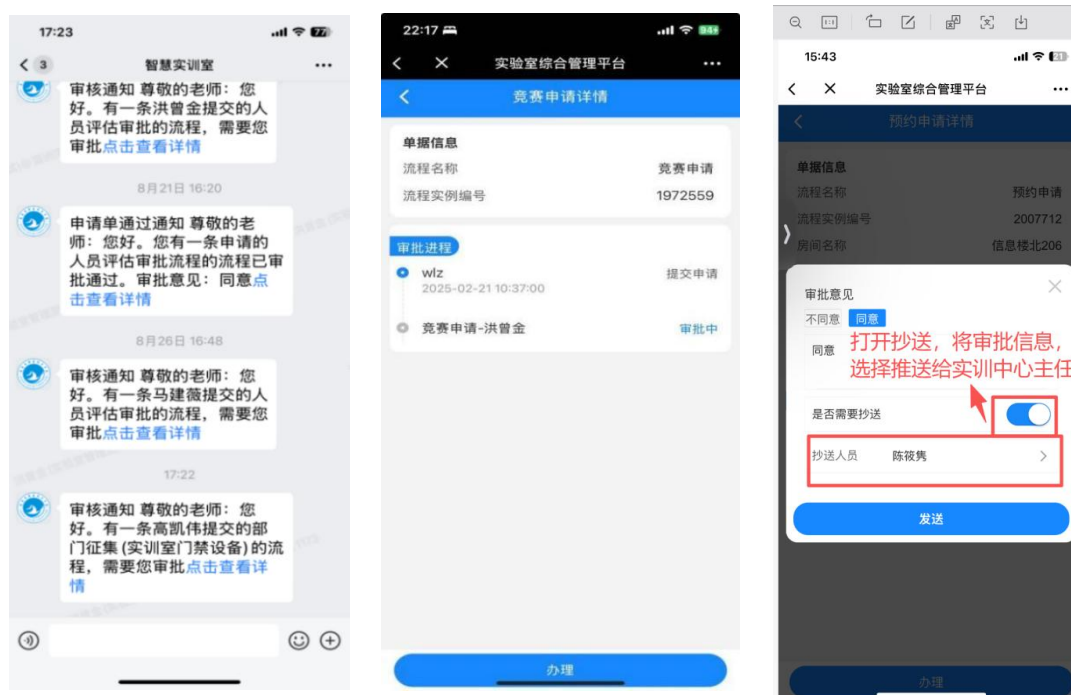 17:23
77
3
智慧实训室
审核通知 尊敬的老师：您
好。有一条洪曾金提交的人
员评估审批的流程，需要您
审批点击查看详情
8月21日 16:20
申请单通过通知 尊敬的老
师：您好。您有一条申请的
人员评估审批流程的流程已审
批通过。审批意见：同意点
击查看详情
8月26日 16:48
审核通知 尊敬的老师：您
好。有一条马建薇提交的人
员评估审批的流程，需要您
审批点击查看详情
17:22
审核通知 尊敬的老师：您
好。有一条高凯伟提交的部
门征集(实训室门禁设备)的流
程，需要您审批点击查看详
情
22:17
94
实验室综合管理平台
竞赛申请详情
单据信息
流程名称 竞赛申请
流程实例编号 1972559
审批进程
wlz 提交申请
2025-02-21 10:37:00
竞赛申请-洪曾金 审批中
办理
15:43
21
实验室综合管理平台
预约申请详情
单据信息
流程名称 预约申请
流程实例编号 2007712
房间名称 信息楼北206
审批意见
不同意 同意
同意
打开抄送，将审批信息，
选择推送给实训中心主任
是否需要抄送
抄送人员 陈筱隽
发送
办理